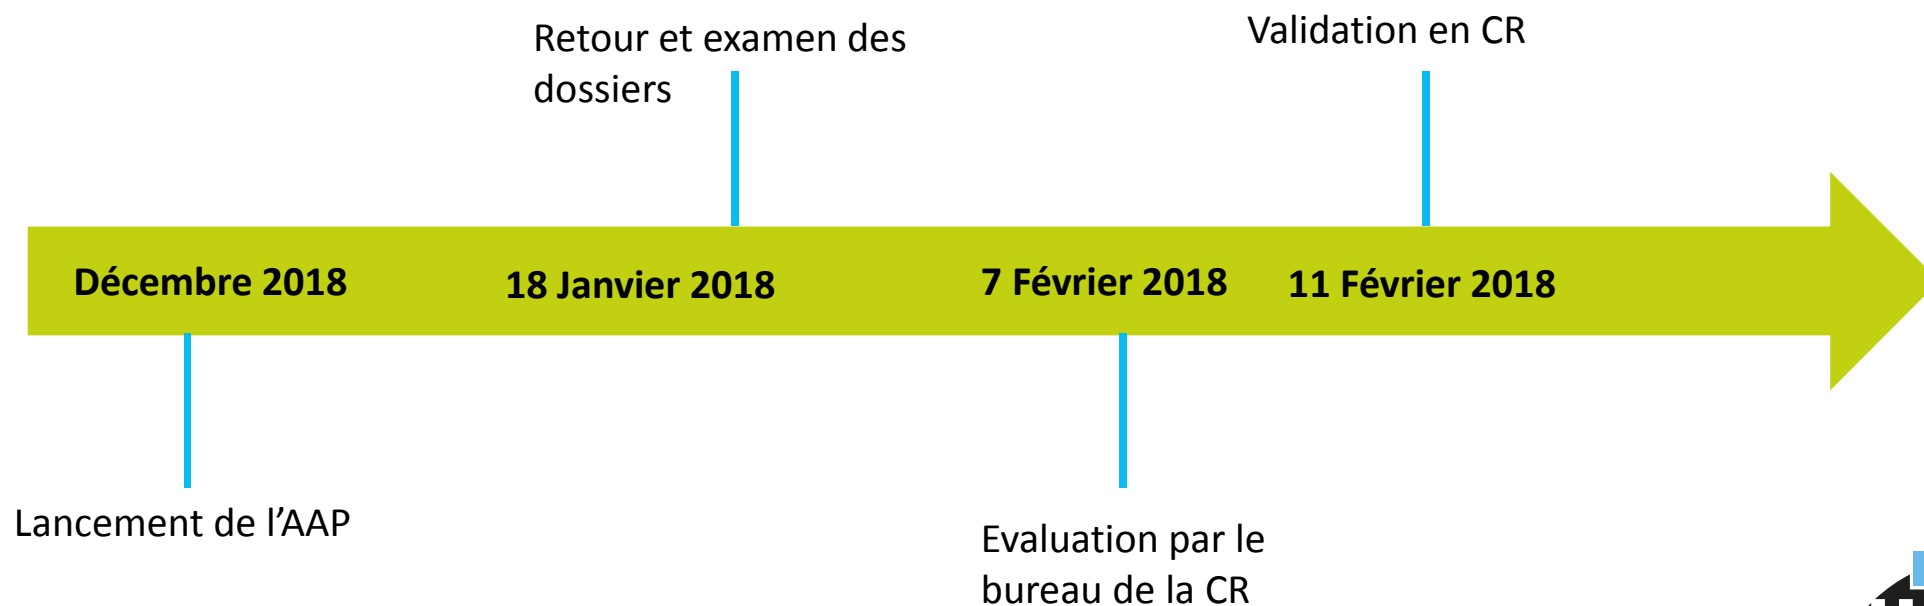 Retour et examen des
dossiers
Validation en CR
Décembre 2018
18 Janvier 2018
7 Février 2018
11 Février 2018
Lancement de l’AAP
Evaluation par le
bureau de la CR